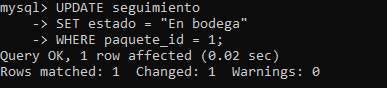 mysql> UPDATE seguimiento
    -> SET estado = "En bodega"
    -> WHERE paquete_id = 1;
Query OK, 1 row affected (0.02 sec)
Rows matched: 1  Changed: 1  Warnings: 0